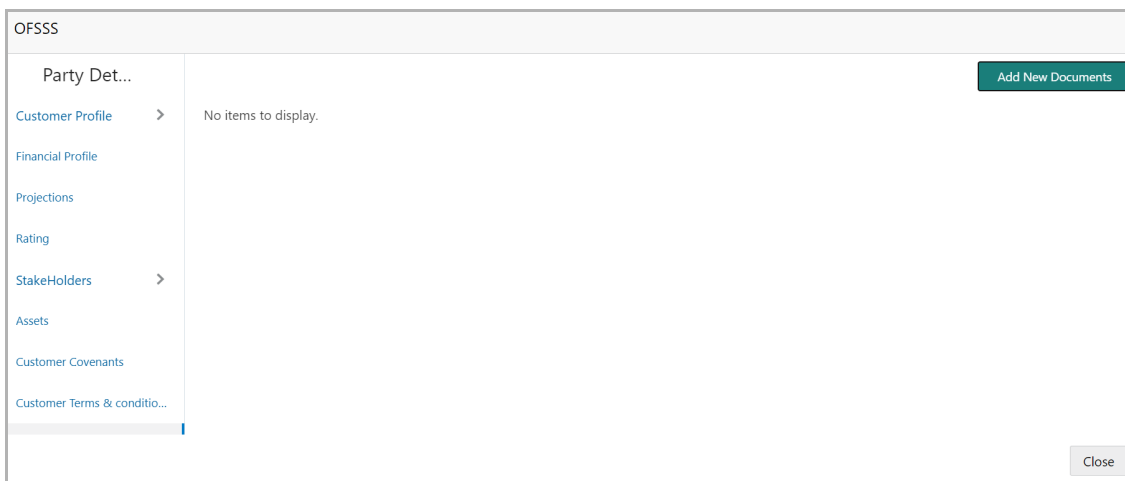 OFSSS
Party Det...
Add New Documents
Customer Profile
No items to display.
Financial Profile
Projections
Rating
StakeHolders
Assets
Customer Covenants
Customer Terms & conditio...
Close